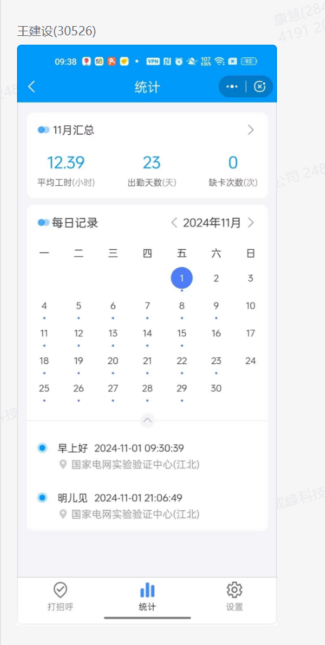 王建设(30526)
09:38
统计
11月汇总
12.39 23 0
平均工时(小时) 出勤天数(天) 缺卡次数(次)
每日记录 2024年11月
一 二 三 四 五 六 日
1 2 3
4 5 6 7 8 9 10
11 12 13 14 15 16 17
18 19 20 21 22 23 24
25 26 27 28 29 30
早上好 2024-11-01 09:30:39
国家电网实验验证中心(江北)
明儿见 2024-11-01 21:06:49
国家电网实验验证中心(江北)
打招呼 统计 设置